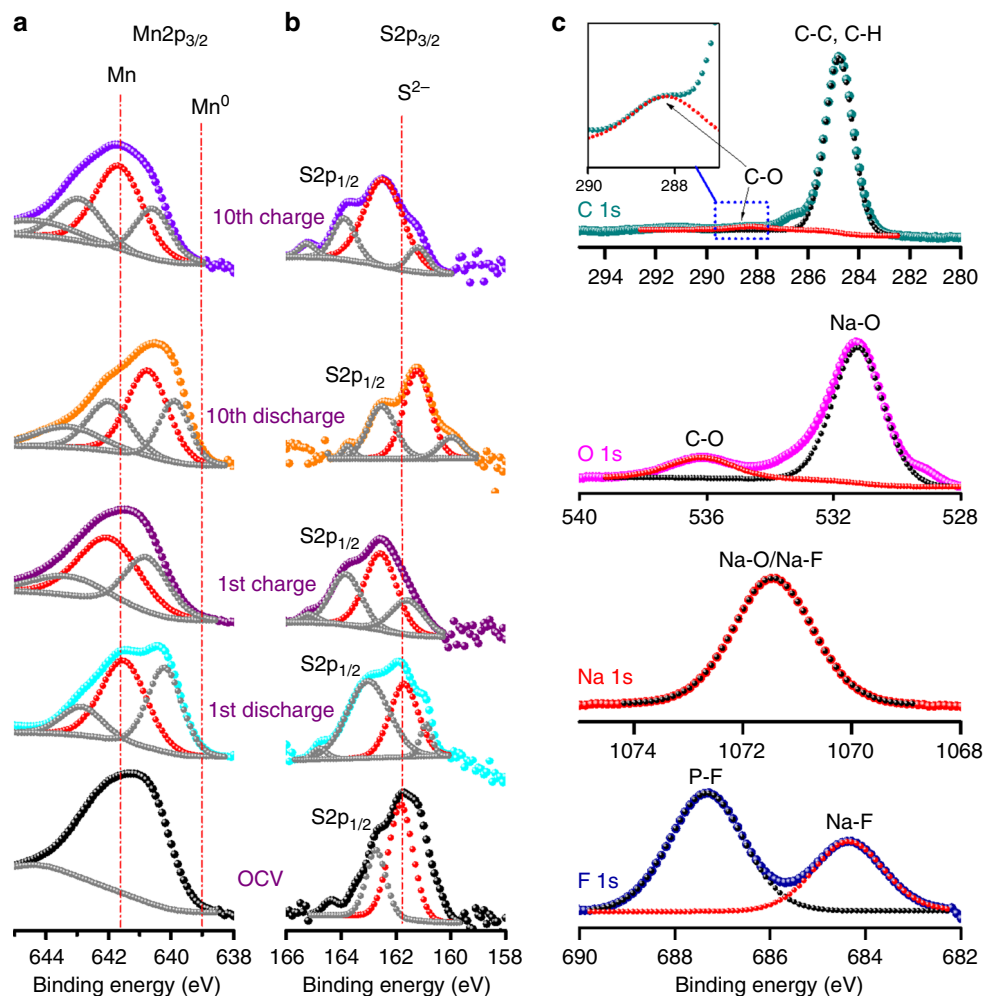 a
Mn2p3/2
Mn
Mn0
645
642
640
638
Binding energy (eV)
b
S2p3/2
S2–
S2p1/2
10th charge
S2p1/2
10th discharge
S2p1/2
1st charge
S2p1/2
1st discharge
S2p1/2
OCV
166
164
162
160
158
Binding energy (eV)
c
C-C, C-H
290
288
C-O
C 1s
294
292
290
288
286
284
282
280
Na-O
C-O
O 1s
540
536
532
528
Na-O/Na-F
Na 1s
1074
1072
1070
1068
P-F
Na-F
F 1s
690
688
686
684
682
Binding energy (eV)